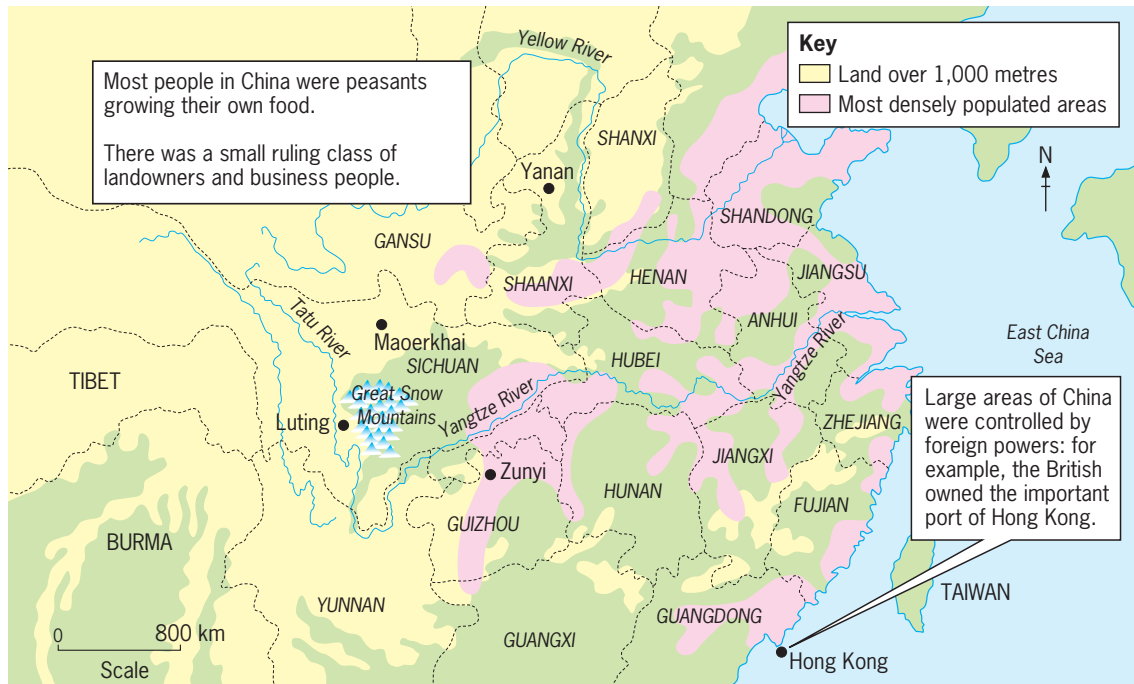 Most people in China were peasants
growing their own food.
There was a small ruling class of
landowners and business people.
Yellow River
Key
Land over 1,000 metres
Most densely populated areas
N
SHANXI
Yanan
SHANDONG
GANSU
SHAANXI
HENAN
JIANGSU
Tatu River
Maoerkhai
ANHUI
SICHUAN
HUBEI
Yangtze River
East China
Sea
TIBET
Great Snow
Mountains
Yangtze River
Luting
ZHEJIANG
Large areas of China
were controlled by
foreign powers: for
example, the British
owned the important
port of Hong Kong.
JIANGXI
Zunyi
HUNAN
FUJIAN
GUIZHOU
BURMA
TAIWAN
YUNNAN
GUANGDONG
GUANGXI
0 800 km
Scale
Hong Kong